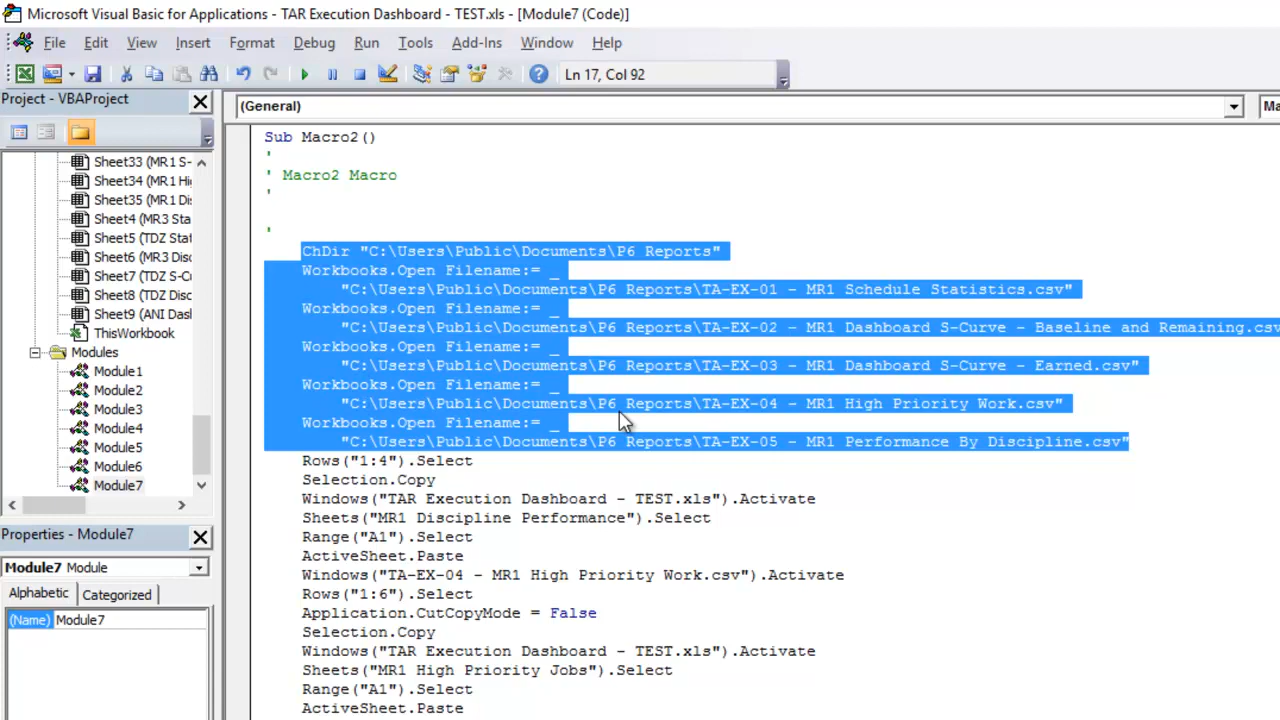 Microsoft Visual Basic for Applications - TAR Execution Dashboard - TEST.xls - [Module7 (Code)]
File Edit View Insert Format Debug Run Tools Add-Ins Window Help
Ln 17, Col 92
Project - VBAProject
Sheet33 (MR1 S-
Sheet34 (MR1 Hi
Sheet35 (MR1 Di
Sheet4 (MR3 Sta
Sheet5 (TDZ Stat
Sheet6 (MR3 Disc
Sheet7 (TDZ S-Cu
Sheet8 (TDZ Disc
Sheet9 (ANI Dash
ThisWorkbook
Modules
Module1
Module2
Module3
Module4
Module5
Module6
Module7
Properties - Module7
Module7 Module
Alphabetic Categorized
(Name) Module7
(General)
Ma
Sub Macro2()
'
' Macro2 Macro
'
'
ChDir "C:\Users\Public\Documents\P6 Reports"
Workbooks.Open Filename:= _
"C:\Users\Public\Documents\P6 Reports\TA-EX-01 - MR1 Schedule Statistics.csv"
Workbooks.Open Filename:= _
"C:\Users\Public\Documents\P6 Reports\TA-EX-02 - MR1 Dashboard S-Curve - Baseline and Remaining.csv
Workbooks.Open Filename:= _
"C:\Users\Public\Documents\P6 Reports\TA-EX-03 - MR1 Dashboard S-Curve - Earned.csv"
Workbooks.Open Filename:= _
"C:\Users\Public\Documents\P6 Reports\TA-EX-04 - MR1 High Priority Work.csv"
Workbooks.Open Filename:= _
"C:\Users\Public\Documents\P6 Reports\TA-EX-05 - MR1 Performance By Discipline.csv"
Rows("1:4").Select
Selection.Copy
Windows("TAR Execution Dashboard - TEST.xls").Activate
Sheets("MR1 Discipline Performance").Select
Range("A1").Select
ActiveSheet.Paste
Windows("TA-EX-04 - MR1 High Priority Work.csv").Activate
Rows("1:6").Select
Application.CutCopyMode = False
Selection.Copy
Windows("TAR Execution Dashboard - TEST.xls").Activate
Sheets("MR1 High Priority Jobs").Select
Range("A1").Select
ActiveSheet.Paste